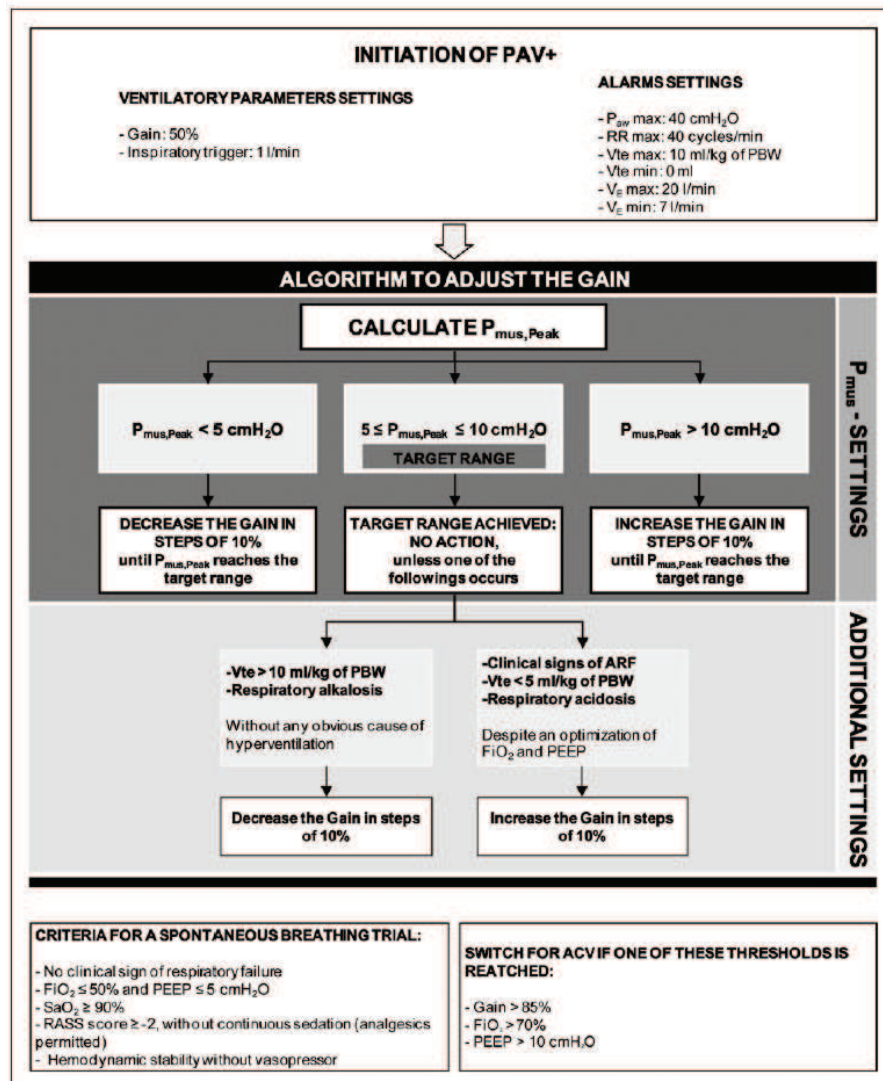 INITIATION OF PAV+
VENTILATORY PARAMETERS SETTINGS
- Gain: 50%
- Inspiratory trigger: 1 l/min
ALARMS SETTINGS
- Paw max: 40 cmH2O
- RR max: 40 cycles/min
- Vte max: 10 ml/kg of PBW
- Vte min: 0 ml
- VE max: 20 l/min
- VE min: 7 l/min
ALGORITHM TO ADJUST THE GAIN
CALCULATE Pmus,Peak
Pmus,Peak < 5 cmH2O
5 ≤ Pmus,Peak ≤ 10 cmH2O
TARGET RANGE
Pmus,Peak > 10 cmH2O
DECREASE THE GAIN IN
STEPS OF 10%
until Pmus,Peak reaches the
target range
TARGET RANGE ACHIEVED:
NO ACTION,
unless one of the
followings occurs
INCREASE THE GAIN IN
STEPS OF 10%
until Pmus,Peak reaches the
target range
Pmus - SETTINGS
-Vte > 10 ml/kg of PBW
-Respiratory alkalosis
Without any obvious cause of
hyperventilation
-Clinical signs of ARF
-Vte < 5 ml/kg of PBW
-Respiratory acidosis
Despite an optimization of
FiO2 and PEEP
Decrease the Gain in steps
of 10%
Increase the Gain in steps
of 10%
ADDITIONAL SETTINGS
CRITERIA FOR A SPONTANEOUS BREATHING TRIAL:
- No clinical sign of respiratory failure
- FiO2 ≤ 50% and PEEP ≤ 5 cmH2O
- SaO2 ≥ 90%
- RASS score ≥ -2, without continuous sedation (analgesics
permitted)
- Hemodynamic stability without vasopressor
SWITCH FOR ACV IF ONE OF THESE THRESHOLDS IS
REATCHED:
- Gain > 85%
- FiO2 > 70%
- PEEP > 10 cmH2O